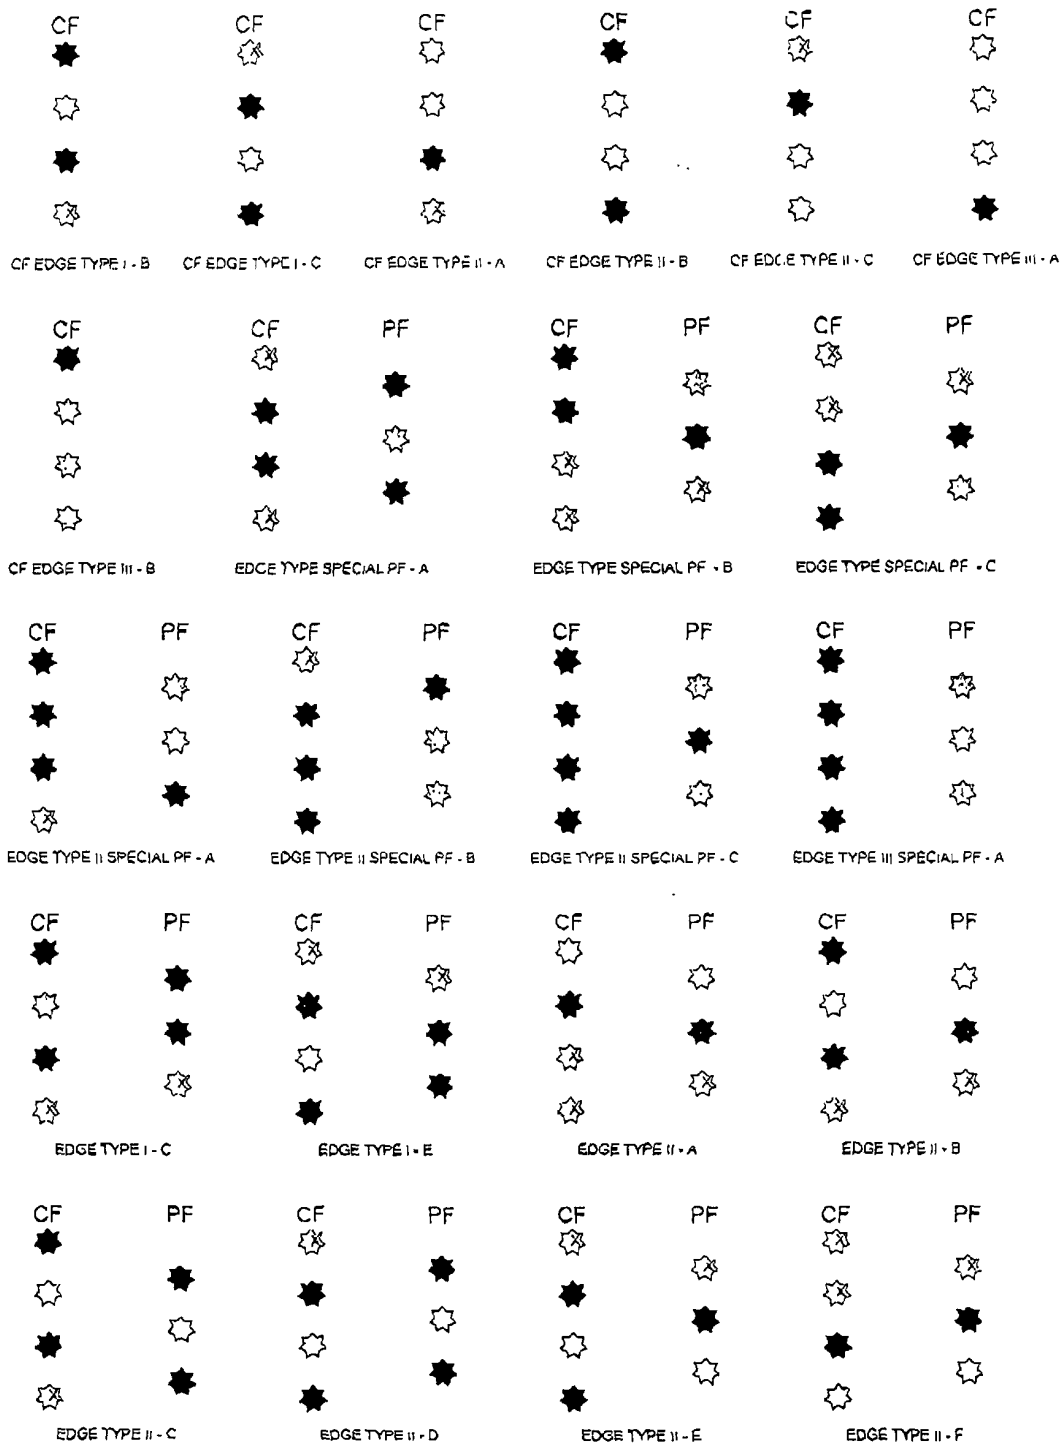 CF CF CF CF CF CF
CF EDGE TYPE I - B CF EDGE TYPE I - C CF EDGE TYPE II - A CF EDGE TYPE II - B CF EDGE TYPE II - C CF EDGE TYPE III - A
CF CF PF CF PF CF PF
CF EDGE TYPE III - B EDGE TYPE SPECIAL PF - A EDGE TYPE SPECIAL PF - B EDGE TYPE SPECIAL PF - C
CF PF CF PF CF PF CF PF
EDGE TYPE II SPECIAL PF - A EDGE TYPE II SPECIAL PF - B EDGE TYPE II SPECIAL PF - C EDGE TYPE III SPECIAL PF - A
CF PF CF PF CF PF CF PF
EDGE TYPE I - C EDGE TYPE I - E EDGE TYPE II - A EDGE TYPE II - B
CF PF CF PF CF PF CF PF
EDGE TYPE II - C EDGE TYPE II - D EDGE TYPE II - E EDGE TYPE II - F